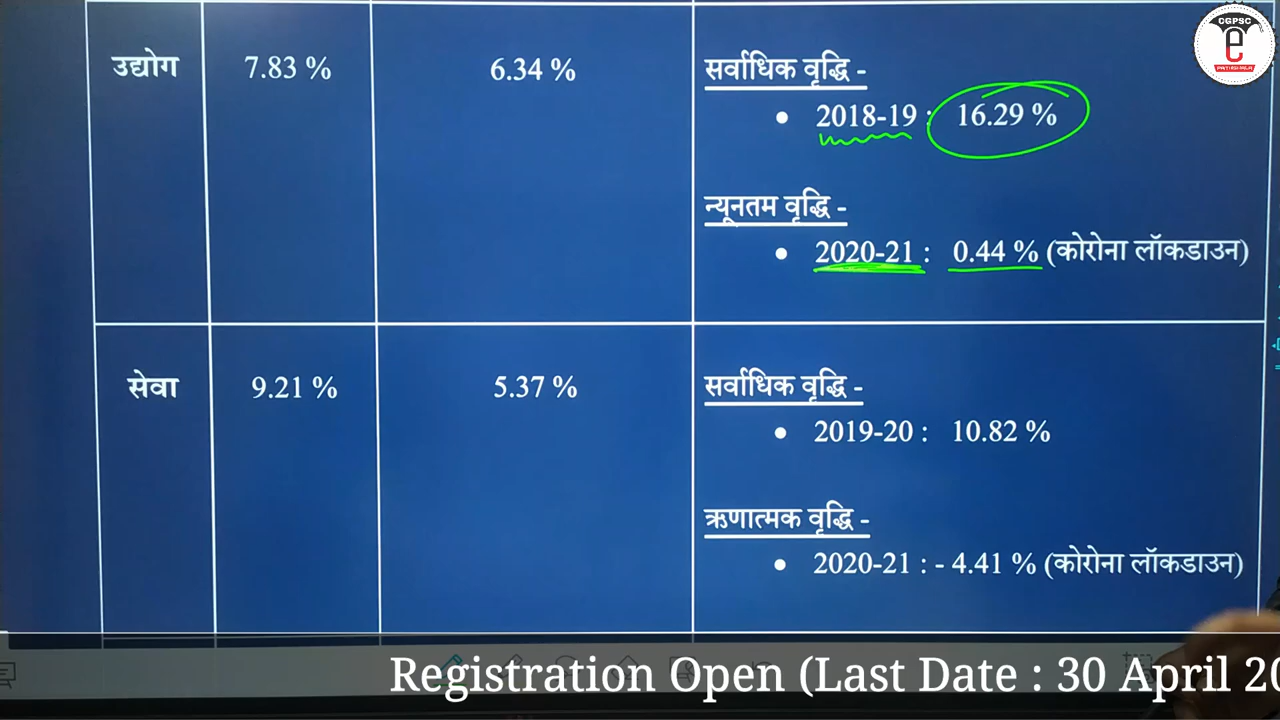 CGPSC
e
PATHSHALA
उद्योग
7.83 %
6.34 %
सर्वाधिक वृद्धि -
• 2018-19 : 16.29 %
न्यूनतम वृद्धि -
• 2020-21 : 0.44 % (कोरोना लॉकडाउन)
सेवा
9.21 %
5.37 %
सर्वाधिक वृद्धि -
• 2019-20 : 10.82 %
ऋणात्मक वृद्धि -
• 2020-21 : - 4.41 % (कोरोना लॉकडाउन)
Registration Open (Last Date : 30 April 20